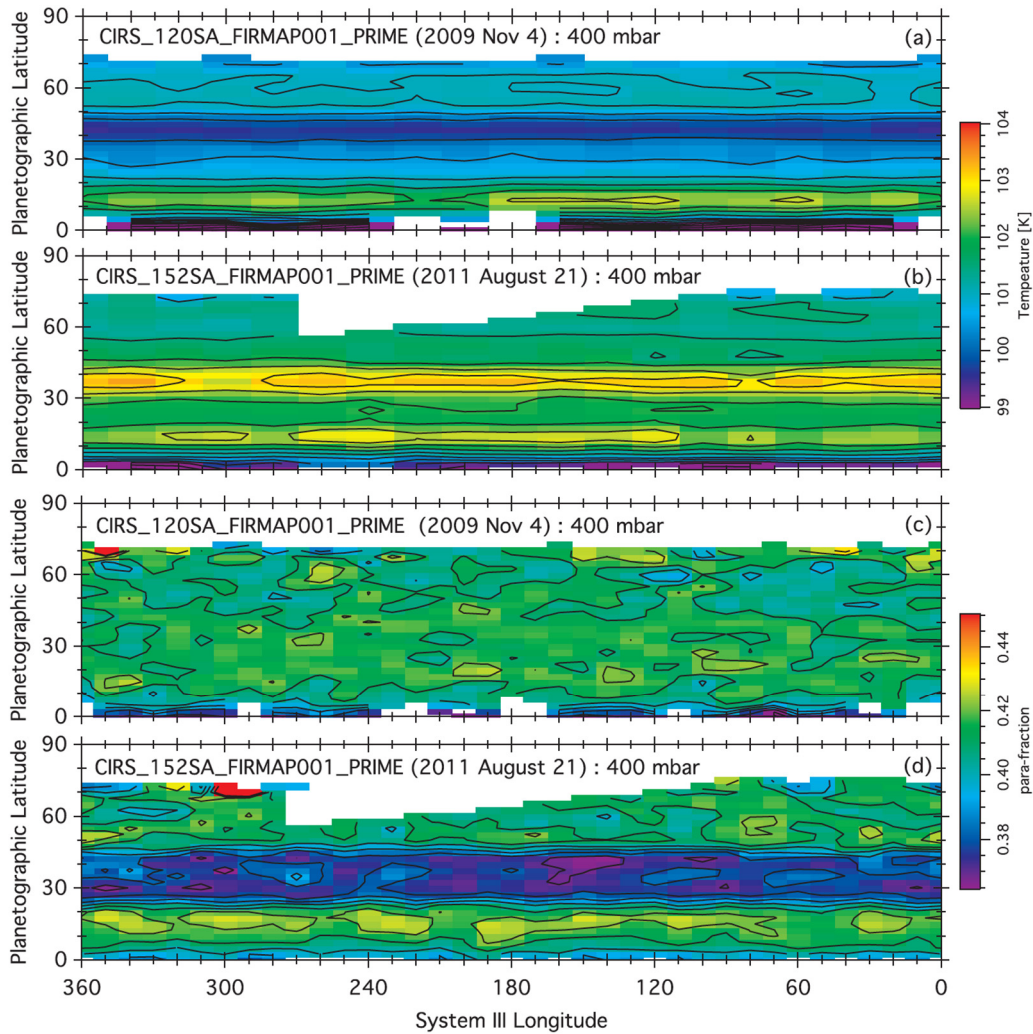 90
60
30
0
Planetographic Latitude
CIRS_120SA_FIRMAP001_PRIME (2009 Nov 4) : 400 mbar
(a)
90
60
30
0
Planetographic Latitude
CIRS_152SA_FIRMAP001_PRIME (2011 August 21) : 400 mbar
(b)
104
103
102
101
100
99
Tempeature [K]
90
60
30
0
Planetographic Latitude
CIRS_120SA_FIRMAP001_PRIME (2009 Nov 4) : 400 mbar
(c)
90
60
30
0
Planetographic Latitude
CIRS_152SA_FIRMAP001_PRIME (2011 August 21) : 400 mbar
(d)
0.44
0.42
0.40
0.38
para-fraction
360 300 240 180 120 60 0
System III Longitude